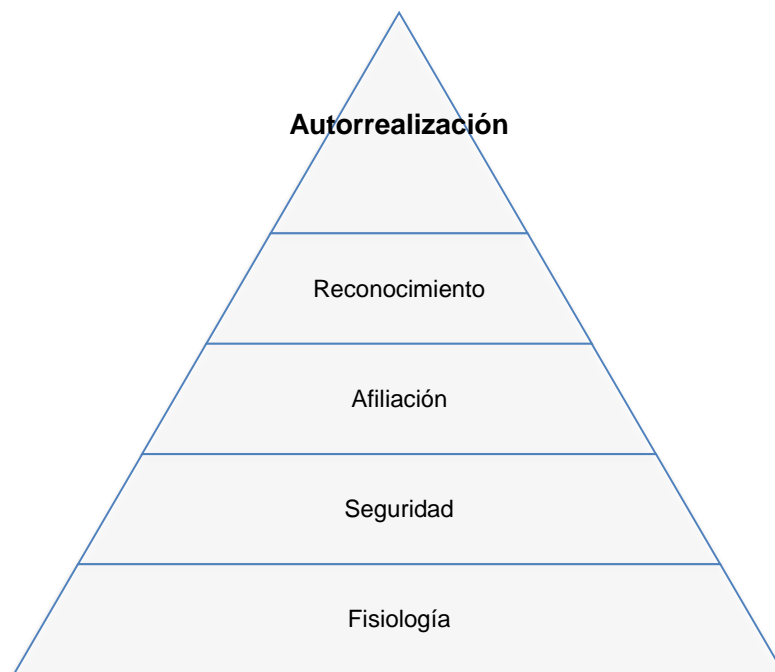 Autorrealización
Reconocimiento
Afiliación
Seguridad
Fisiología